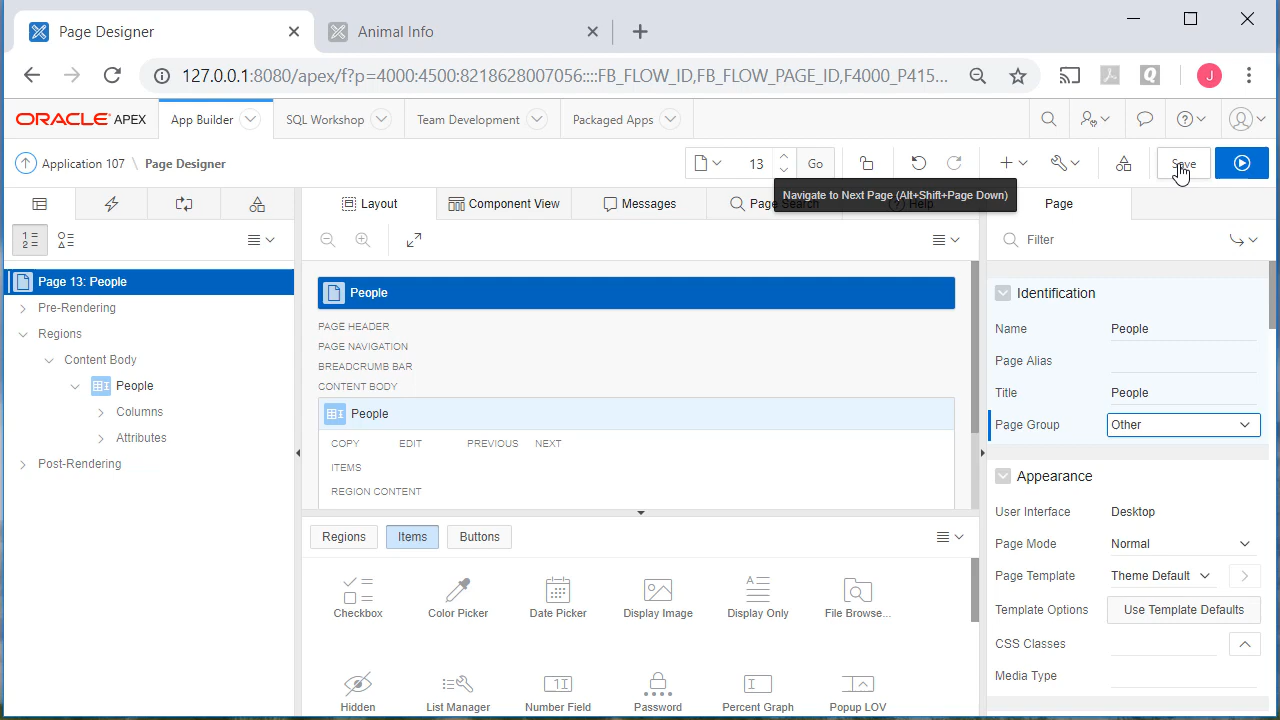 Page Designer
Animal Info
127.0.0.1:8080/apex/f?p=4000:4500:8218628007056::::FB_FLOW_ID,FB_FLOW_PAGE_ID,F4000_P415...
J
ORACLE APEX
App Builder
SQL Workshop
Team Development
Packaged Apps
Application 107 \ Page Designer
13
Go
Save
Navigate to Next Page (Alt+Shift+Page Down)
Layout
Component View
Messages
Page Search
Help
Page
Filter
Page 13: People
Pre-Rendering
Regions
Content Body
People
Columns
Attributes
Post-Rendering
People
PAGE HEADER
PAGE NAVIGATION
BREADCRUMB BAR
CONTENT BODY
People
COPY EDIT PREVIOUS NEXT
ITEMS
REGION CONTENT
Regions Items Buttons
Checkbox Color Picker Date Picker Display Image Display Only File Browse...
Hidden List Manager Number Field Password Percent Graph Popup LOV
Identification
Name People
Page Alias
Title People
Page Group Other
Appearance
User Interface Desktop
Page Mode Normal
Page Template Theme Default
Template Options Use Template Defaults
CSS Classes
Media Type